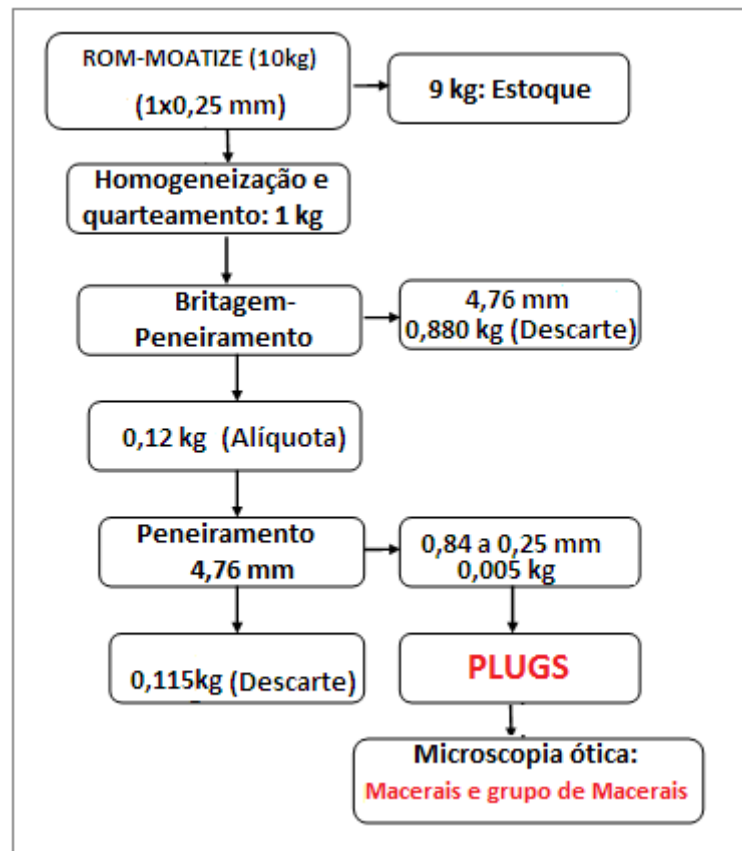 ROM-MOATIZE (10kg)
(1x0,25 mm)
9 kg: Estoque
Homogeneização e
quarteamento: 1 kg
Britagem-
Peneiramento
4,76 mm
0,880 kg (Descarte)
0,12 kg (Alíquota)
Peneiramento
4,76 mm
0,84 a 0,25 mm
0,005 kg
0,115kg (Descarte)
PLUGS
Microscopia ótica:
Macerais e grupo de Macerais